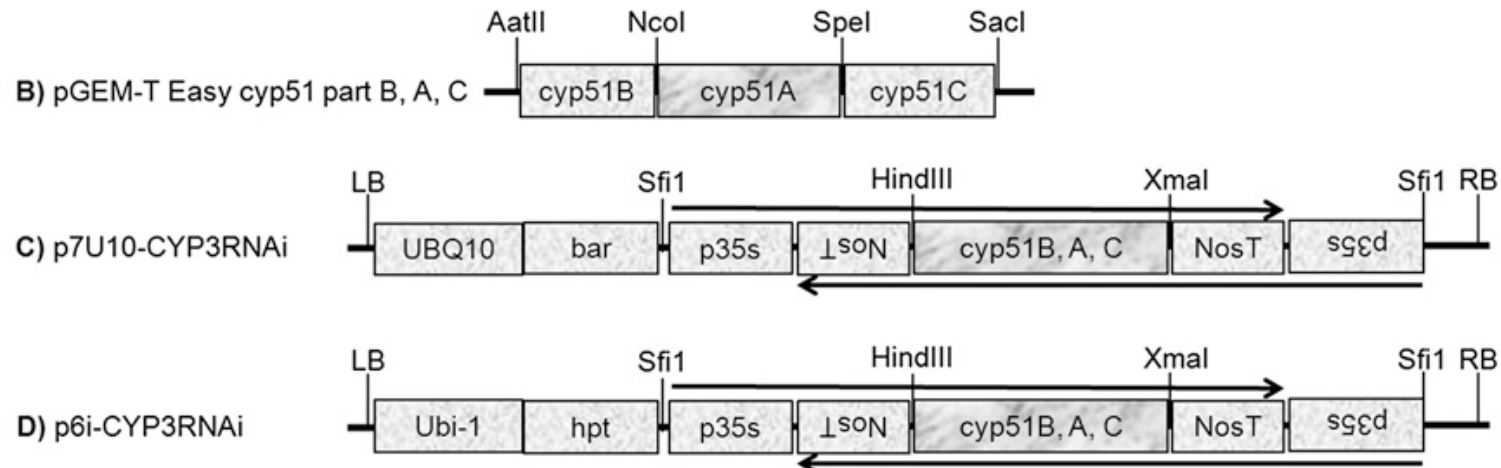 AatII NcoI SpeI SacI
B) pGEM-T Easy cyp51 part B, A, C cyp51B cyp51A cyp51C
LB Sfi1 HindIII XmaI Sfi1 RB
C) p7U10-CYP3RNAi UBQ10 bar p35s NosT cyp51B, A, C NosT p35s
LB Sfi1 HindIII XmaI Sfi1 RB
D) p6i-CYP3RNAi Ubi-1 hpt p35s NosT cyp51B, A, C NosT p35s